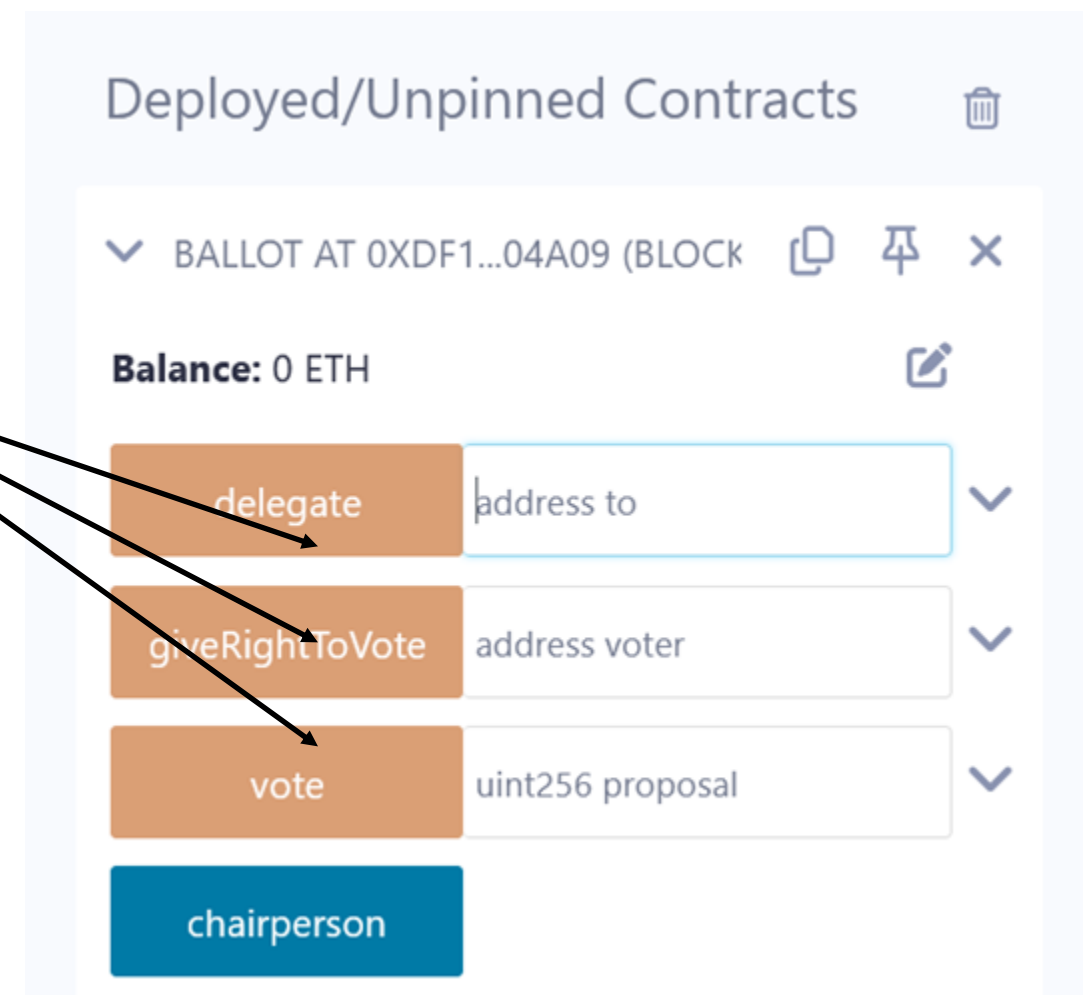 Deployed/Unpinned Contracts
BALLOT AT 0XDF1...04A09 (BLOCK
Balance: 0 ETH
delegate address to
giveRightToVote address voter
vote uint256 proposal
chairperson